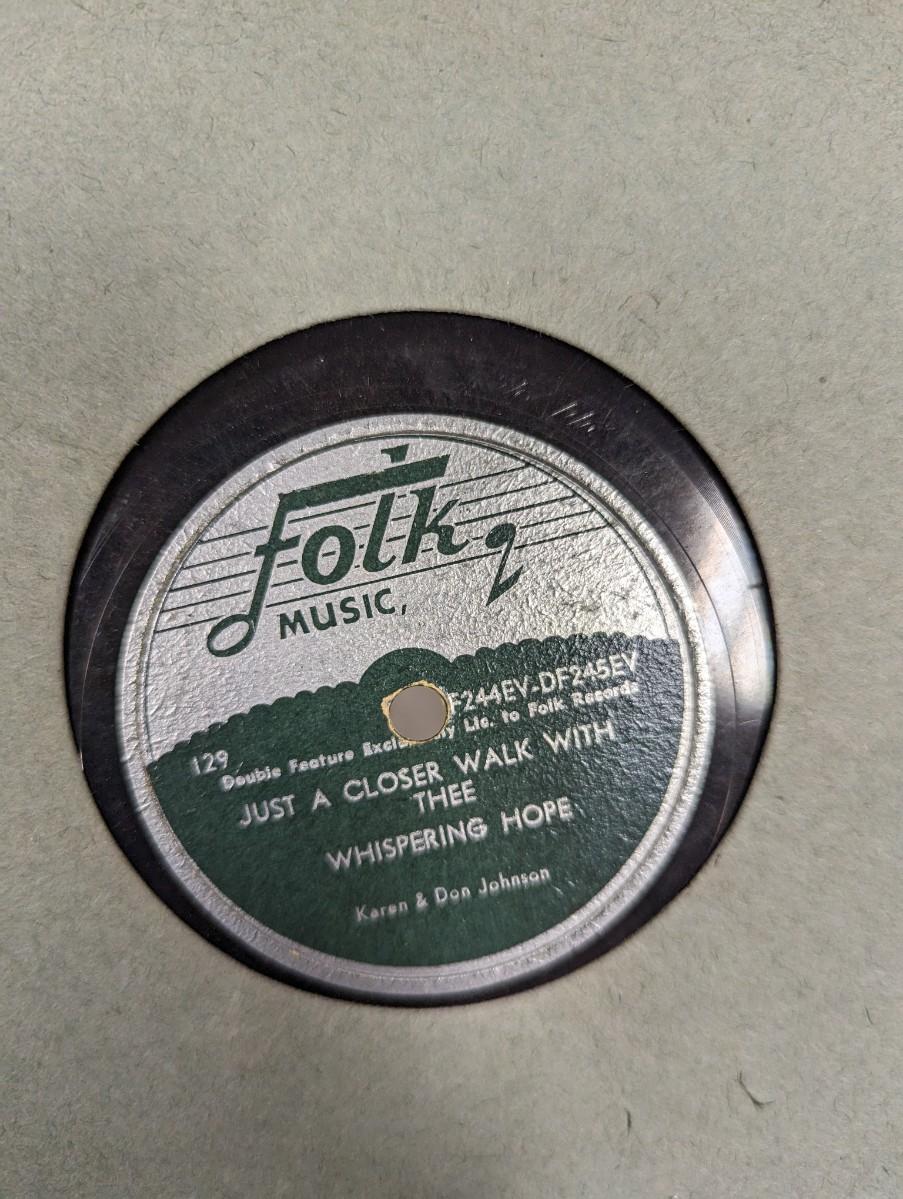 Folk
MUSIC,
F244EV-DF245EV
129
Double Feature Lic. to Folk Records
JUST A CLOSER WALK WITH
THEE
WHISPERING HOPE
Karen & Don Johnson